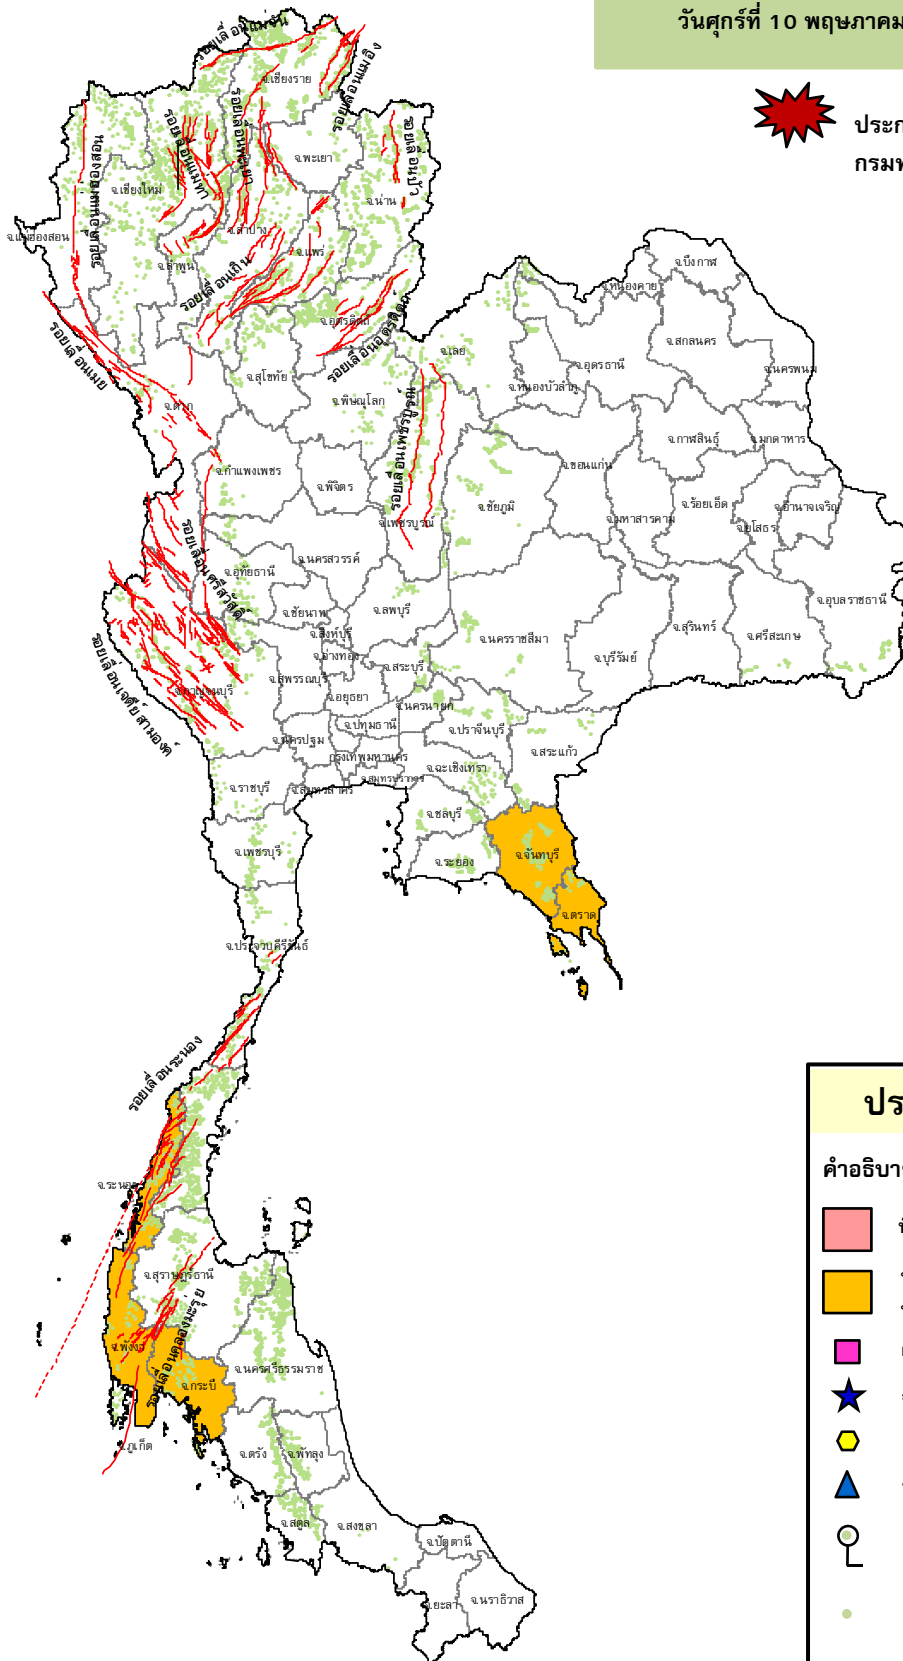 วันศุกร์ที่ 10 พฤษภาคม
รอยเลื่อนแม่จัน
จ.เชียงราย
รอยเลื่อนแม่อิง
ประก
กรมท
รอยเลื่อนแม่ทา
รอยเลื่อนพะเยา
รอยเลื่อนปัว
จ.พะเยา
รอยเลื่อนแม่ฮ่องสอน
จ.เชียงใหม่
จ.น่าน
จ.แม่ฮ่องสอน
จ.ลำปาง
จ.แพร่
จ.ลำพูน
รอยเลื่อนเถิน
จ.บึงกาฬ
จ.หนองคาย
จ.อุตรดิตถ์
รอยเลื่อนอุตรดิตถ์
จ.สกลนคร
รอยเลื่อนเมย
จ.เลย
จ.อุดรธานี
จ.นครพนม
จ.สุโขทัย
จ.หนองบัวลำภู
จ.ตาก
จ.พิษณุโลก
รอยเลื่อนเพชรบูรณ์
จ.กาฬสินธุ์
จ.มุกดาหาร
จ.กำแพงเพชร
จ.ขอนแก่น
จ.พิจิตร
จ.ชัยภูมิ
จ.ร้อยเอ็ด
จ.อำนาจเจริญ
จ.เพชรบูรณ์
จ.มหาสารคาม
จ.ยโสธร
รอยเลื่อนศรีสวัสดิ์
จ.นครสวรรค์
จ.อุทัยธานี
จ.อุบลราชธานี
จ.ชัยนาท
จ.ลพบุรี
จ.สิงห์บุรี
จ.นครราชสีมา
จ.สุรินทร์
จ.ศรีสะเกษ
จ.อ่างทอง
จ.บุรีรัมย์
รอยเลื่อนเจดีย์สามองค์
จ.สระบุรี
จ.สุพรรณบุรี
จ.กาญจนบุรี
จ.อยุธยา
จ.นครนายก
จ.ปทุมธานี
จ.ปราจีนบุรี
จ.นครปฐม
จ.สระแก้ว
กรุงเทพมหานคร
จ.ฉะเชิงเทรา
จ.สมุทรปราการ
จ.ราชบุรี
จ.สมุทรสาคร
จ.ชลบุรี
จ.เพชรบุรี
จ.ระยอง
จ.จันทบุรี
จ.ตราด
จ.ประจวบคีรีขันธ์
รอยเลื่อนระนอง
ปร
คำอธิบาย
จ.ระนอง
จ.สุราษฎร์ธานี
รอยเลื่อนคลองมะรุ่ย
จ.พังงา
จ.นครศรีธรรมราช
จ.กระบี่
จ.ภูเก็ต
จ.ตรัง
จ.พัทลุง
จ.สตูล
จ.สงขลา
จ.ปัตตานี
จ.ยะลา
จ.นราธิวาส